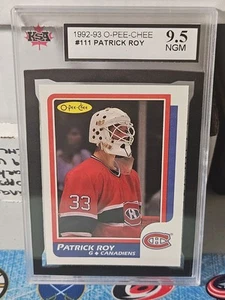 KSA
1992-93 O-PEE-CHEE
#111 PATRICK ROY
9.5
NGM
O-Pee-Chee
33
PATRICK ROY
G ♦ CANADIENS